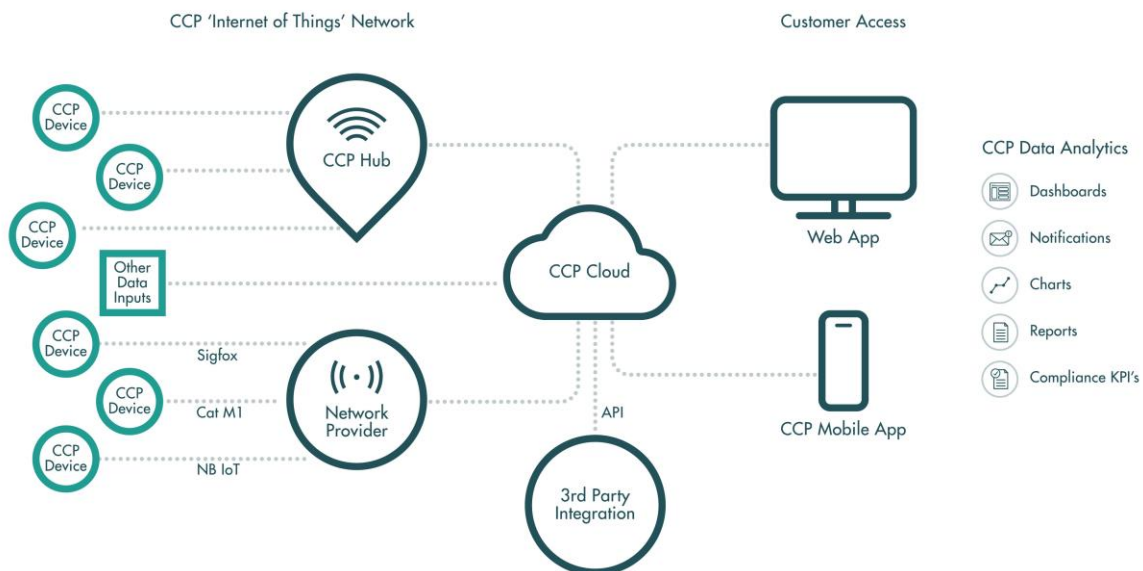 CCP ‘Internet of Things’ Network
Customer Access
CCP
Device
CCP
Device
CCP
Device
Other
Data
Inputs
CCP
Device
CCP
Device
CCP
Device
Sigfox
Cat M1
NB IoT
CCP Hub
Network
Provider
CCP Cloud
API
3rd Party
Integration
Web App
CCP Mobile App
CCP Data Analytics
Dashboards
Notifications
Charts
Reports
Compliance KPI's